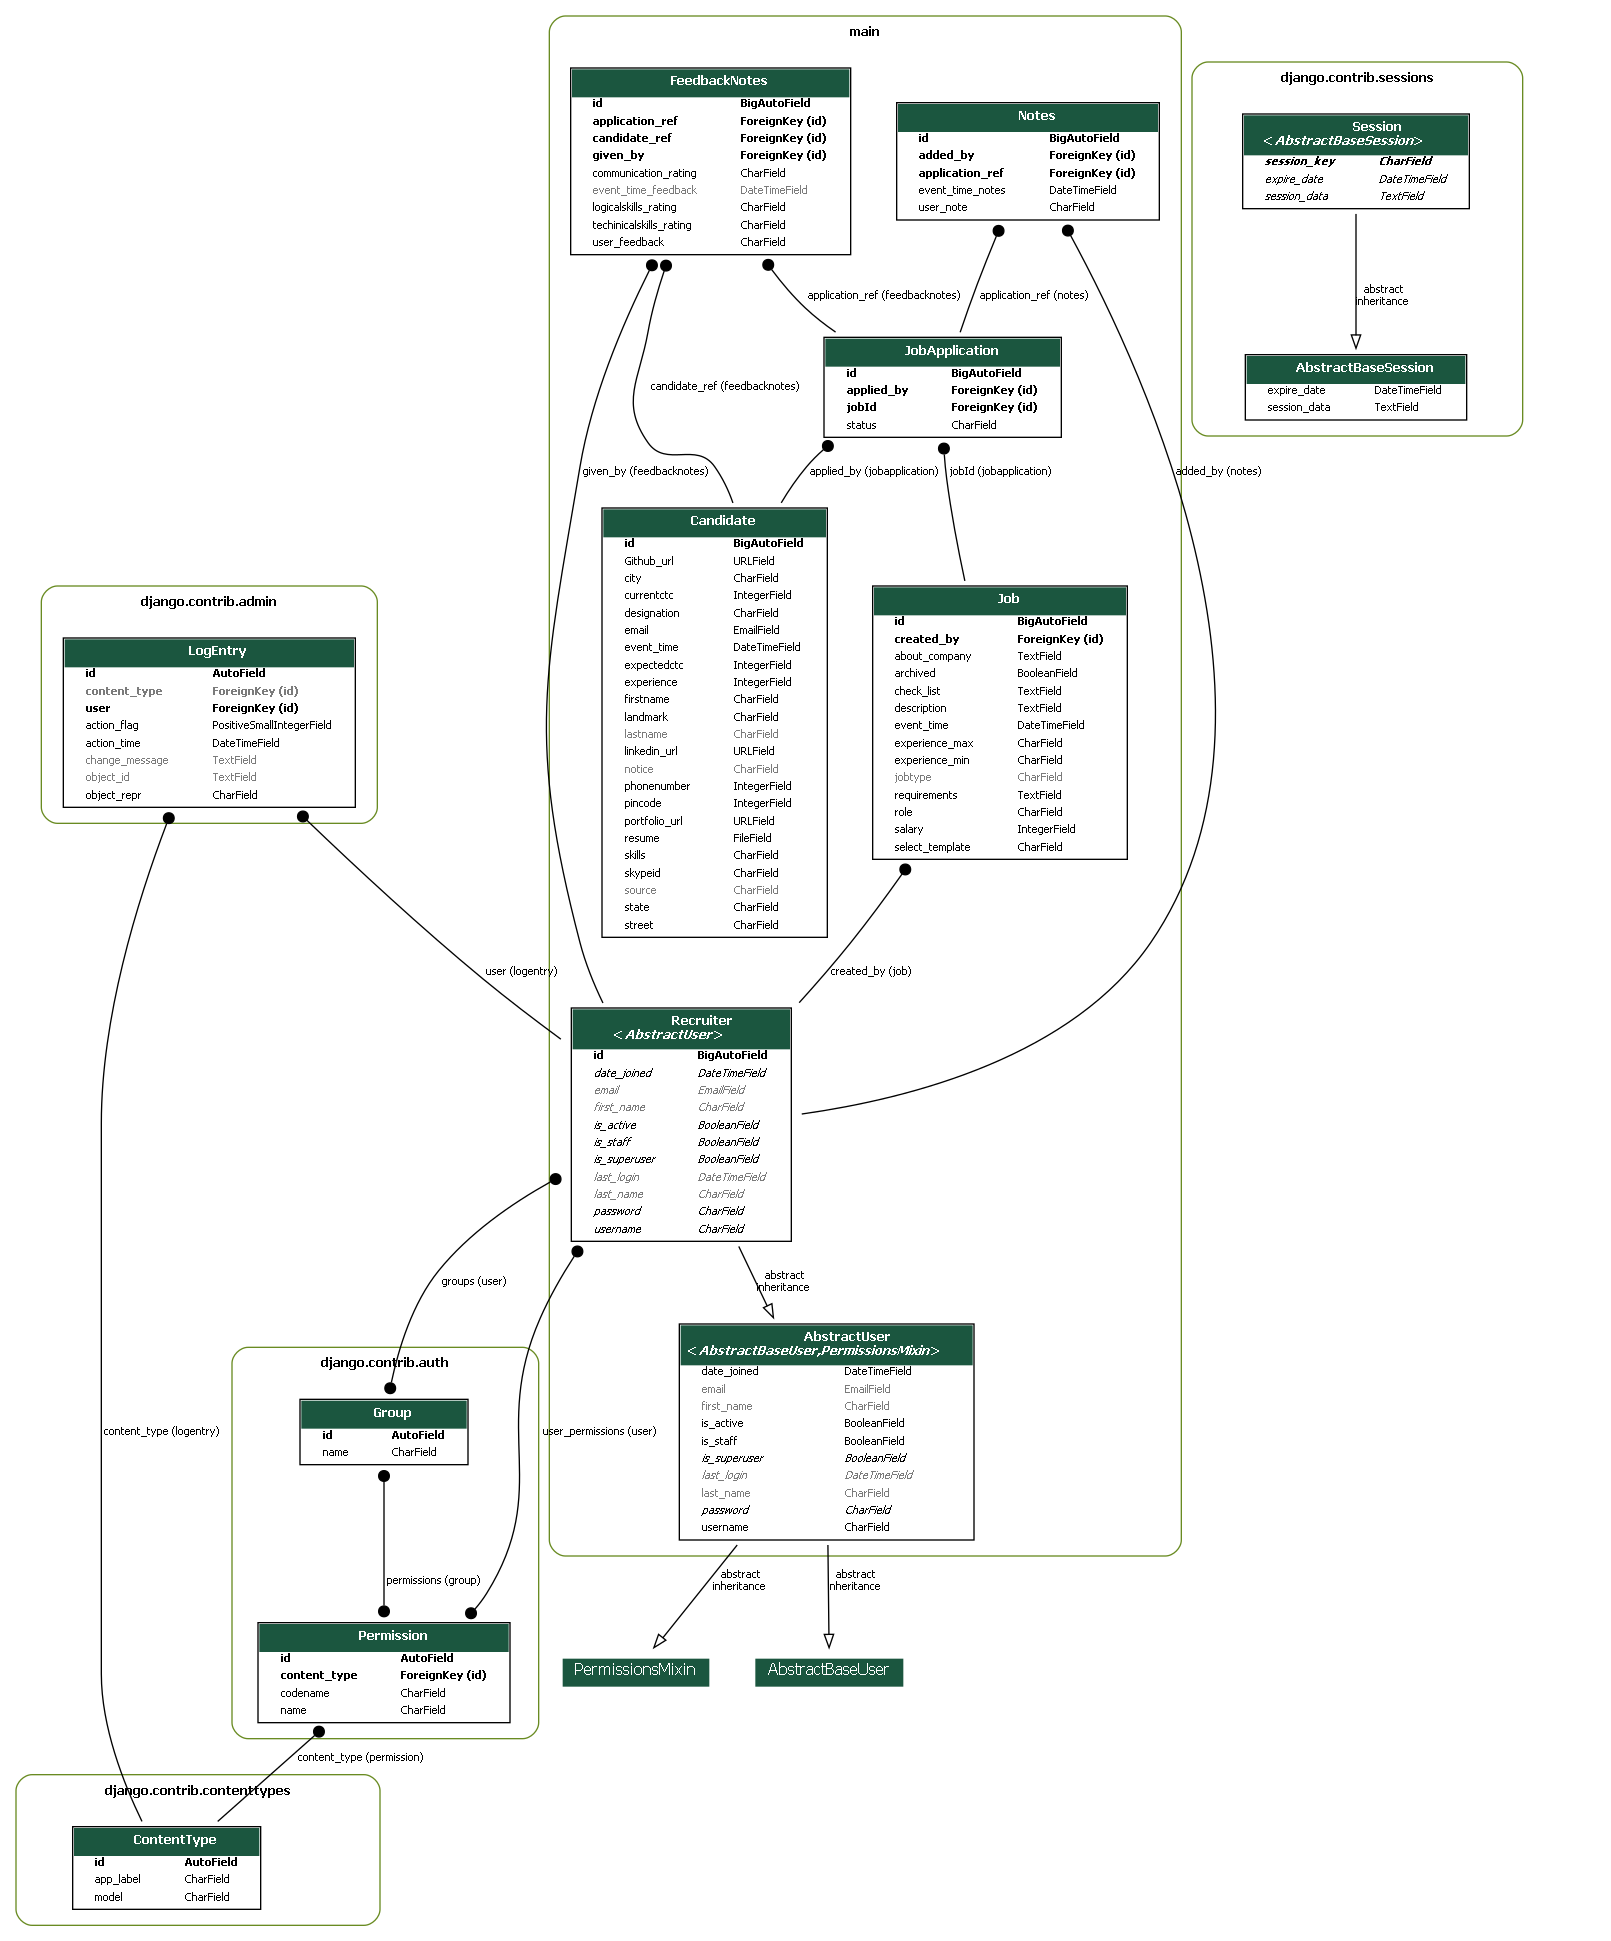 main
FeedbackNotes
id BigAutoField
application_ref ForeignKey (id)
candidate_ref ForeignKey (id)
given_by ForeignKey (id)
communication_rating CharField
event_time_feedback DateTimeField
logicalskills_rating CharField
techinicalskills_rating CharField
user_feedback CharField
Notes
id BigAutoField
added_by ForeignKey (id)
application_ref ForeignKey (id)
event_time_notes DateTimeField
user_note CharField
django.contrib.sessions
Session
<AbstractBaseSession>
session_key CharField
expire_date DateTimeField
session_data TextField
abstract
inheritance
AbstractBaseSession
expire_date DateTimeField
session_data TextField
application_ref (feedbacknotes)
application_ref (notes)
JobApplication
id BigAutoField
applied_by ForeignKey (id)
jobId ForeignKey (id)
status CharField
candidate_ref (feedbacknotes)
given_by (feedbacknotes)
applied_by (jobapplication)
jobId (jobapplication)
added_by (notes)
Candidate
id BigAutoField
Github_url URLField
city CharField
currentctc IntegerField
designation CharField
email EmailField
event_time DateTimeField
expectedctc IntegerField
experience IntegerField
firstname CharField
landmark CharField
lastname CharField
linkedin_url URLField
notice CharField
phonenumber IntegerField
pincode IntegerField
portfolio_url URLField
resume FileField
skills CharField
skypeid CharField
source CharField
state CharField
street CharField
Job
id BigAutoField
created_by ForeignKey (id)
about_company TextField
archived BooleanField
check_list TextField
description TextField
event_time DateTimeField
experience_max CharField
experience_min CharField
jobtype CharField
requirements TextField
role CharField
salary IntegerField
select_template CharField
django.contrib.admin
LogEntry
id AutoField
content_type ForeignKey (id)
user ForeignKey (id)
action_flag PositiveSmallIntegerField
action_time DateTimeField
change_message TextField
object_id TextField
object_repr CharField
user (logentry)
created_by (job)
Recruiter
<AbstractUser>
id BigAutoField
date_joined DateTimeField
email EmailField
first_name CharField
is_active BooleanField
is_staff BooleanField
is_superuser BooleanField
last_login DateTimeField
last_name CharField
password CharField
username CharField
groups (user)
abstract
inheritance
AbstractUser
<AbstractBaseUser,PermissionsMixin>
date_joined DateTimeField
email EmailField
first_name CharField
is_active BooleanField
is_staff BooleanField
is_superuser BooleanField
last_login DateTimeField
last_name CharField
password CharField
username CharField
django.contrib.auth
Group
id AutoField
name CharField
content_type (logentry)
user_permissions (user)
permissions (group)
abstract
inheritance
abstract
inheritance
Permission
id AutoField
content_type ForeignKey (id)
codename CharField
name CharField
PermissionsMixin
AbstractBaseUser
content_type (permission)
django.contrib.contenttypes
ContentType
id AutoField
app_label CharField
model CharField